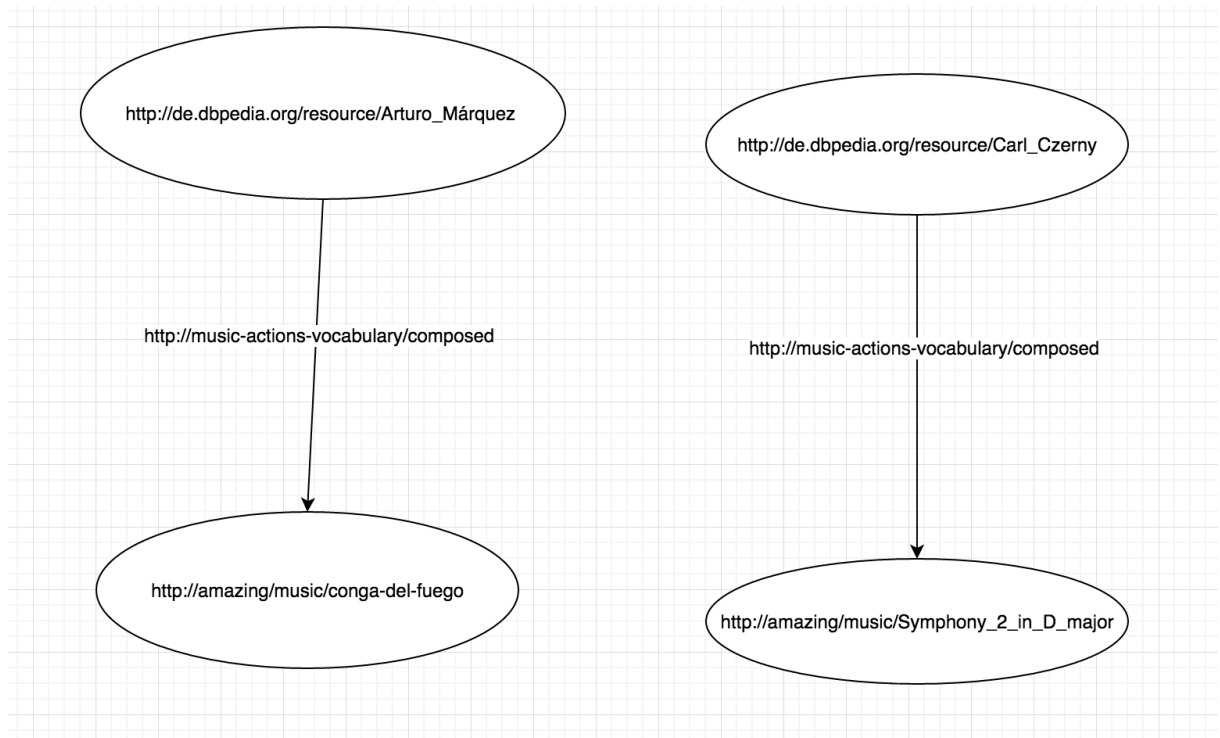 http://de.dbpedia.org/resource/Arturo_Márquez
http://music-actions-vocabulary/composed
http://amazing/music/conga-del-fuego
http://de.dbpedia.org/resource/Carl_Czerny
http://music-actions-vocabulary/composed
http://amazing/music/Symphony_2_in_D_major